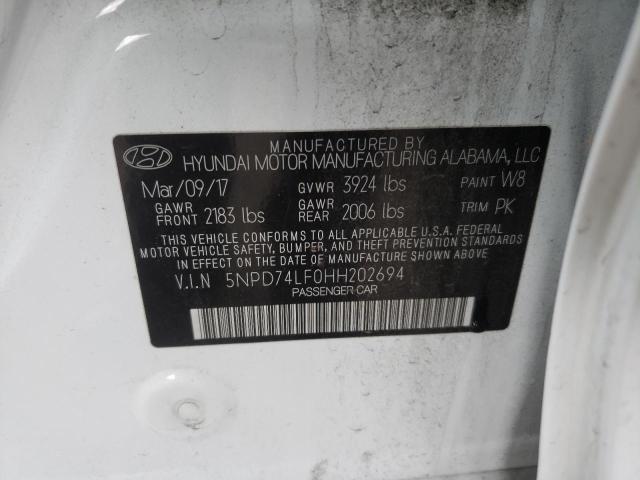 MANUFACTURED BY
HYUNDAI MOTOR MANUFACTURING ALABAMA, LLC
Mar/09/17 GVWR 3924 lbs PAINT W8
GAWR FRONT 2183 lbs GAWR REAR 2006 lbs TRIM PK
THIS VEHICLE CONFORMS TO ALL APPLICABLE U.S.A. FEDERAL
MOTOR VEHICLE SAFETY, BUMPER, AND THEFT PREVENTION STANDARDS
IN EFFECT ON THE DATE OF MANUFACTURE SHOWN ABOVE.
V.I.N 5NPD74LF0HH202694
PASSENGER CAR